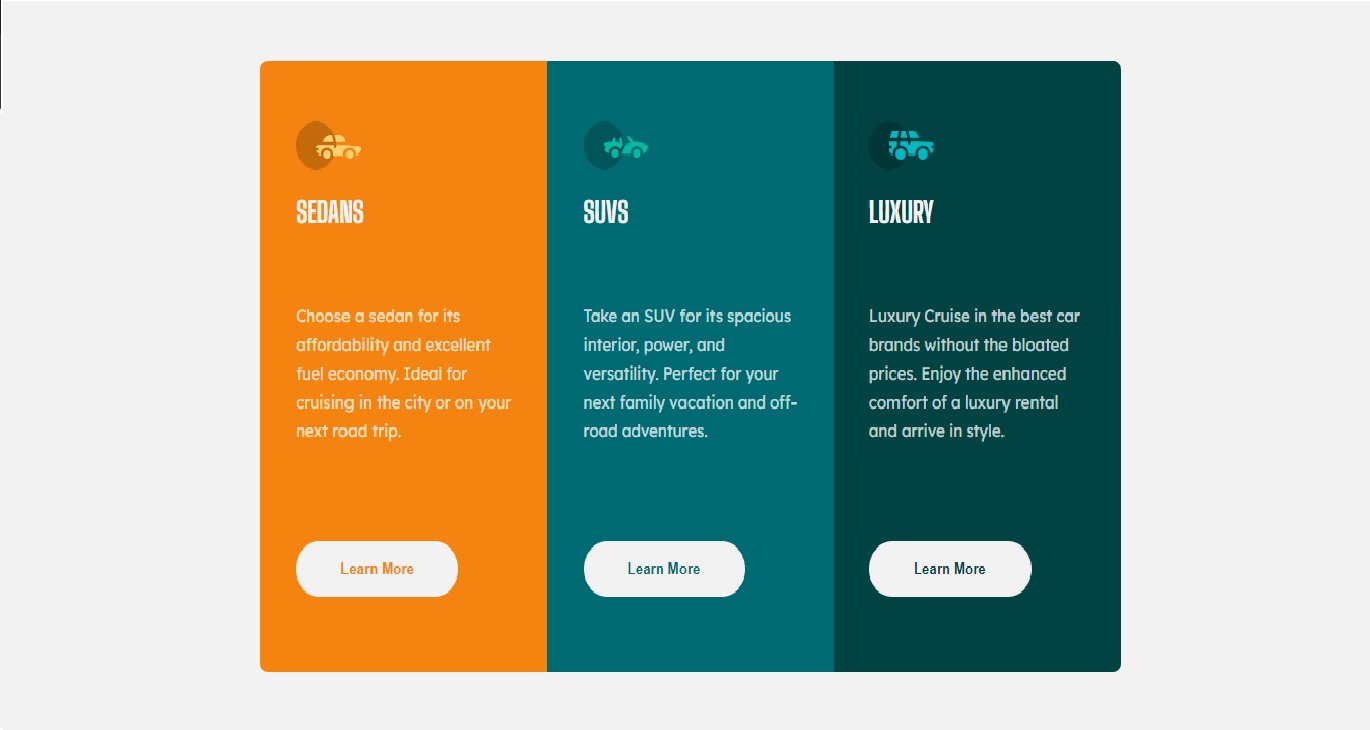 SEDANS
Choose a sedan for its
affordability and excellent
fuel economy. Ideal for
cruising in the city or on your
next road trip.
Learn More
SUVS
Take an SUV for its spacious
interior, power, and
versatility. Perfect for your
next family vacation and off-
road adventures.
Learn More
LUXURY
Luxury Cruise in the best car
brands without the bloated
prices. Enjoy the enhanced
comfort of a luxury rental
and arrive in style.
Learn More